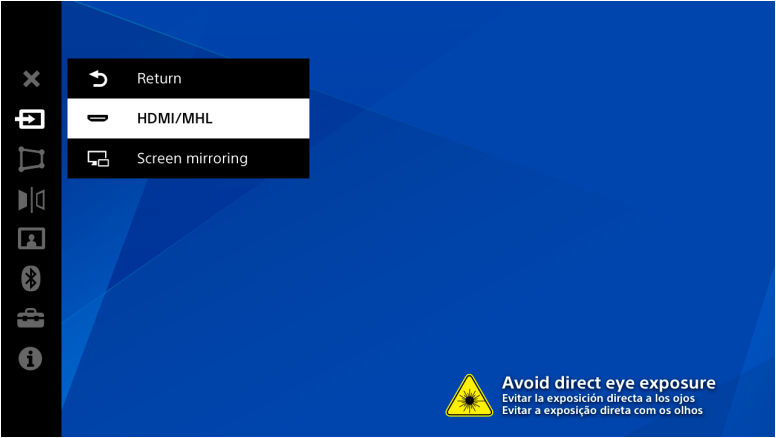 Return
HDMI/MHL
Screen mirroring
Avoid direct eye exposure
Evitar la exposición directa a los ojos
Evitar a exposição direta com os olhos